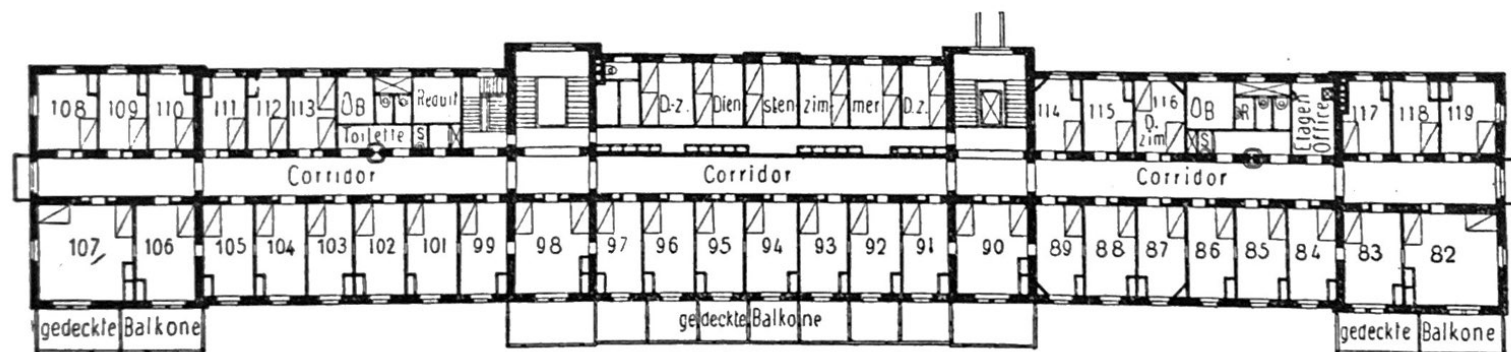 108 109 110 111 112 113 ÖB Reduit D.-z. Dien sten zim mer D.z. 114 115 116 D. zim. ÖB R Etagen Office 117 118 119
Toilette S S
Corridor Corridor Corridor
107 106 105 104 103 102 101 99 98 97 96 95 94 93 92 91 90 89 88 87 86 85 84 83 82
gedeckte Balkone gedeckte Balkone gedeckte Balkone